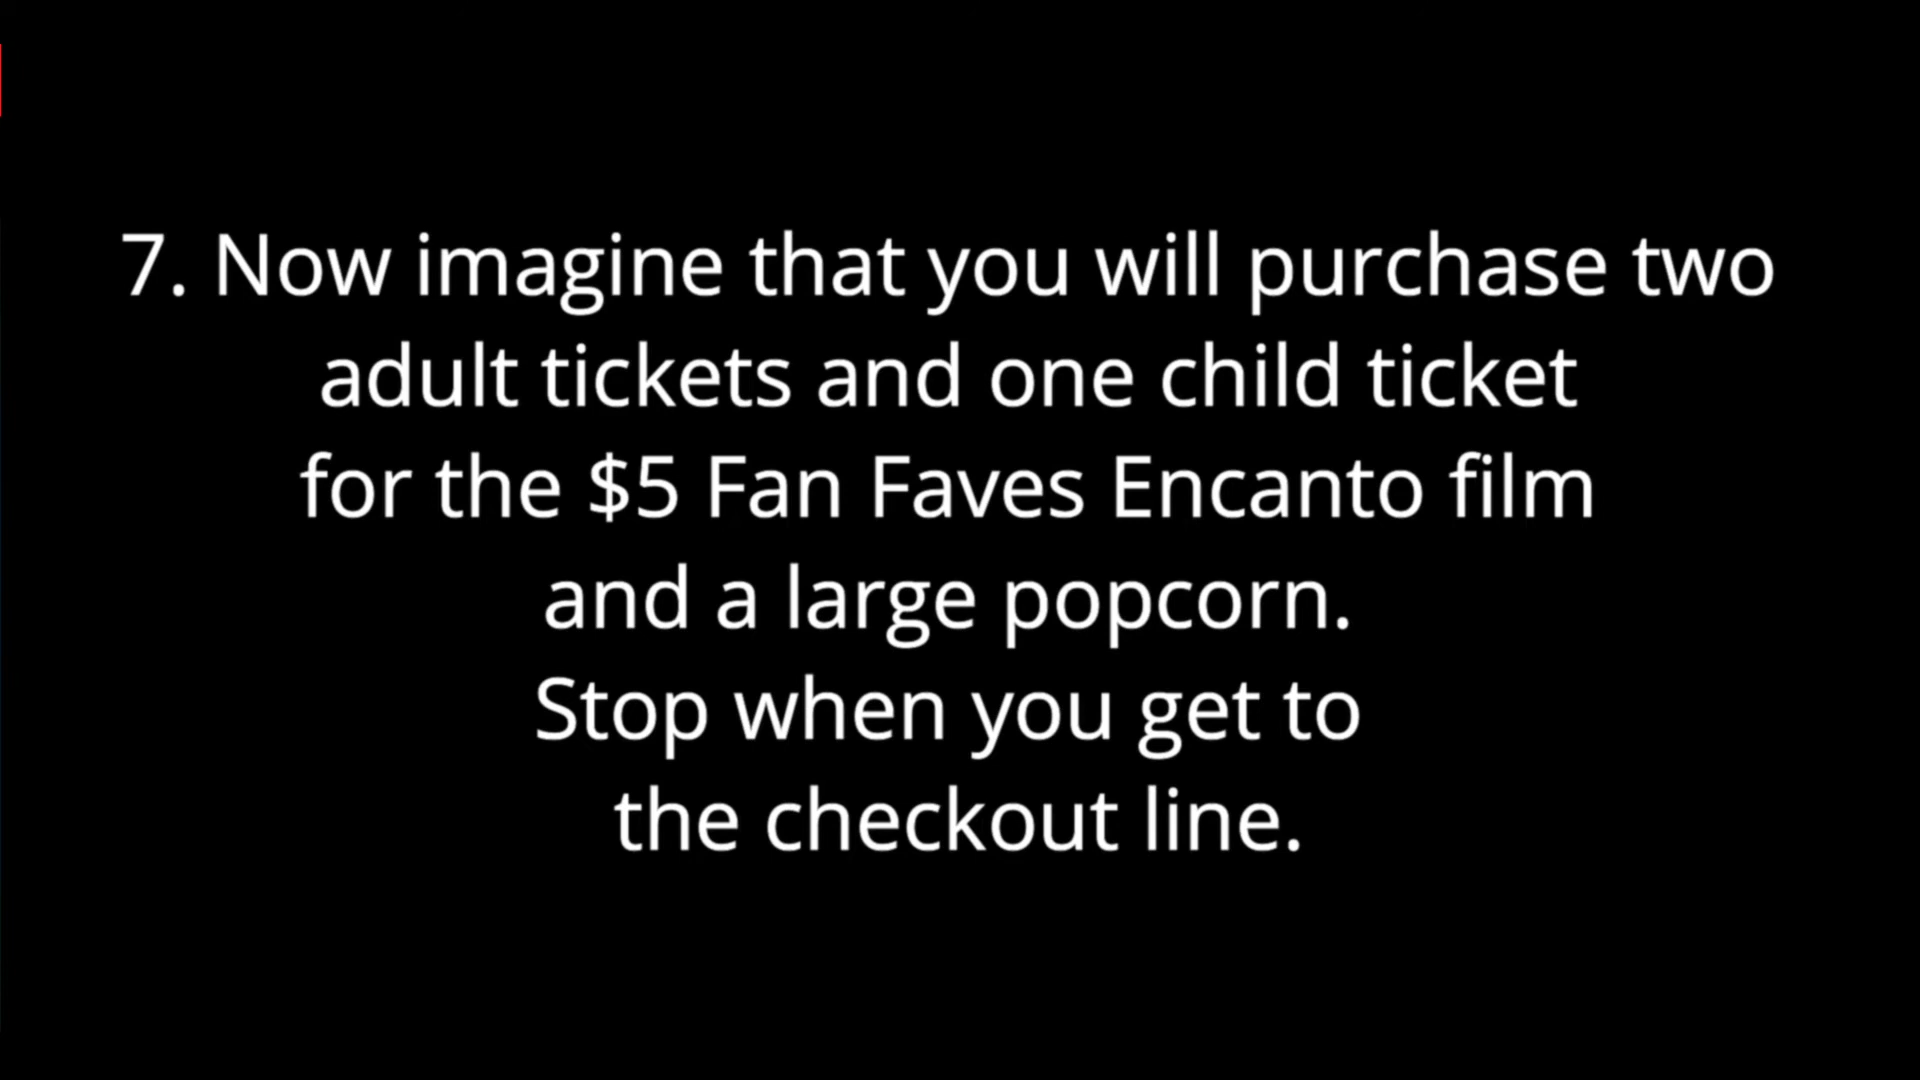 7. Now imagine that you will purchase two
adult tickets and one child ticket
for the $5 Fan Faves Encanto film
and a large popcorn.
Stop when you get to
the checkout line.